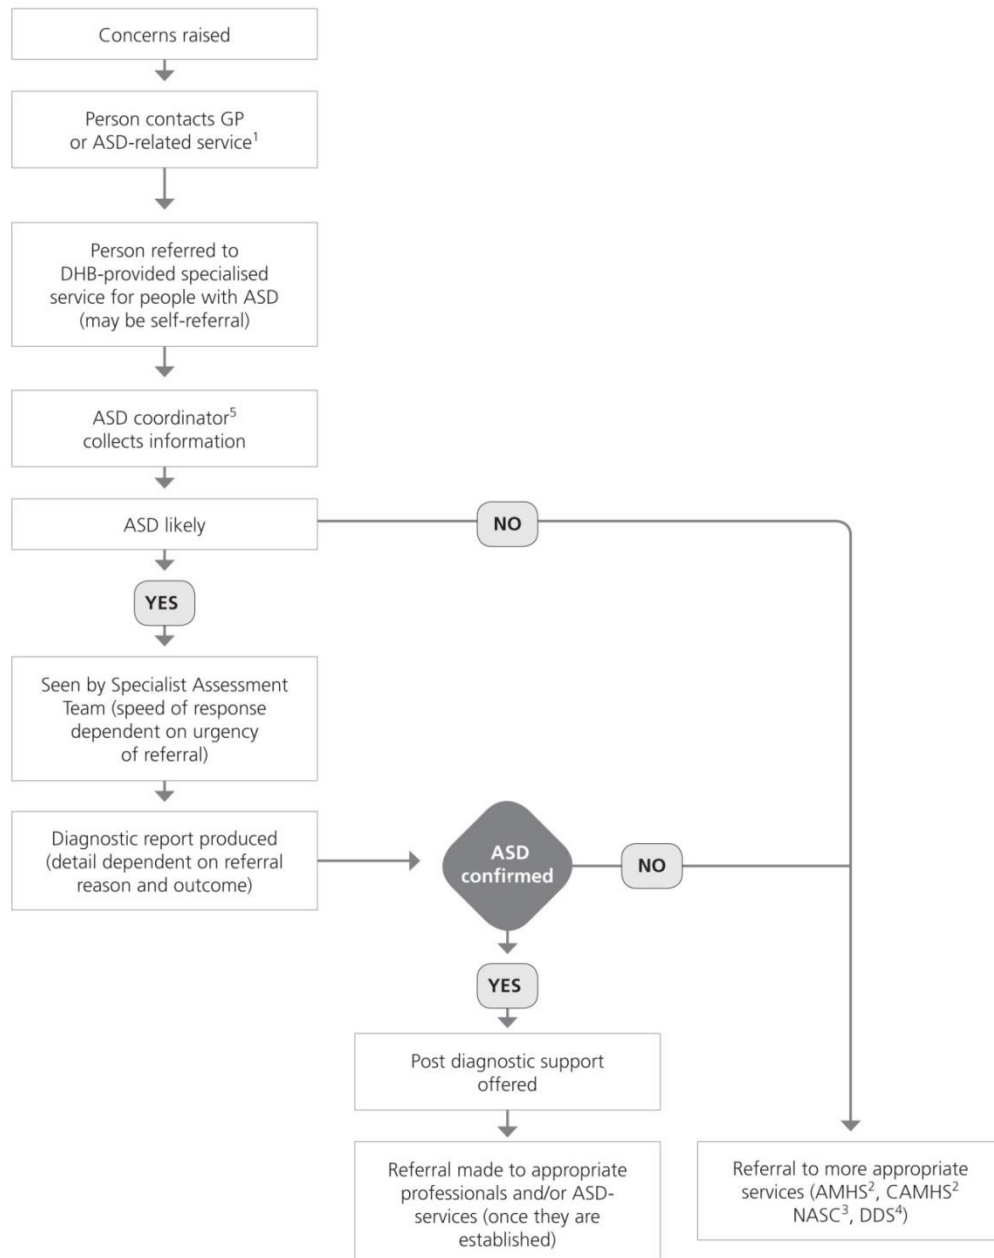 Concerns raised
Person contacts GP
or ASD-related service¹
Person referred to
DHB-provided specialised
service for people with ASD
(may be self-referral)
ASD coordinator⁵
collects information
ASD likely
NO
YES
Seen by Specialist Assessment
Team (speed of response
dependent on urgency
of referral)
Diagnostic report produced
(detail dependent on referral
reason and outcome)
ASD
confirmed
NO
YES
Post diagnostic support
offered
Referral made to appropriate
professionals and/or ASD-
services (once they are
established)
Referral to more appropriate
services (AMHS², CAMHS²
NASC³, DDS⁴)